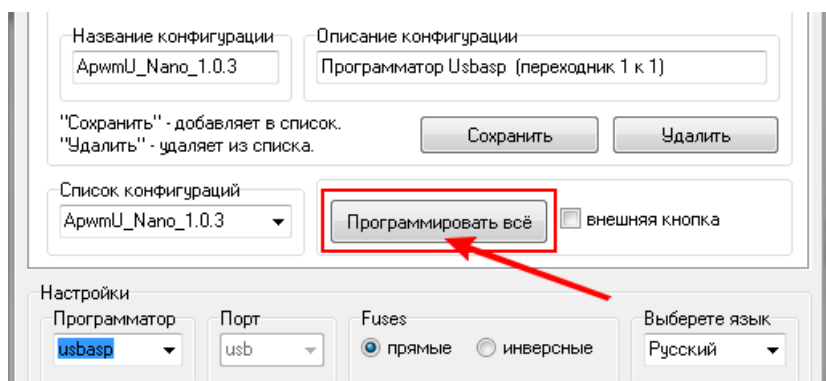 Название конфигурации
Описание конфигурации
ApwmU_Nano_1.0.3
Программатор Usbasp (переходник 1 к 1)
"Сохранить" - добавляет в список.
"Удалить" - удаляет из списка.
Сохранить
Удалить
Список конфигураций
ApwmU_Nano_1.0.3
Программировать всё
внешняя кнопка
Настройки
Программатор
Порт
Fuses
Выберете язык
usbasp
usb
прямые
инверсные
Русский